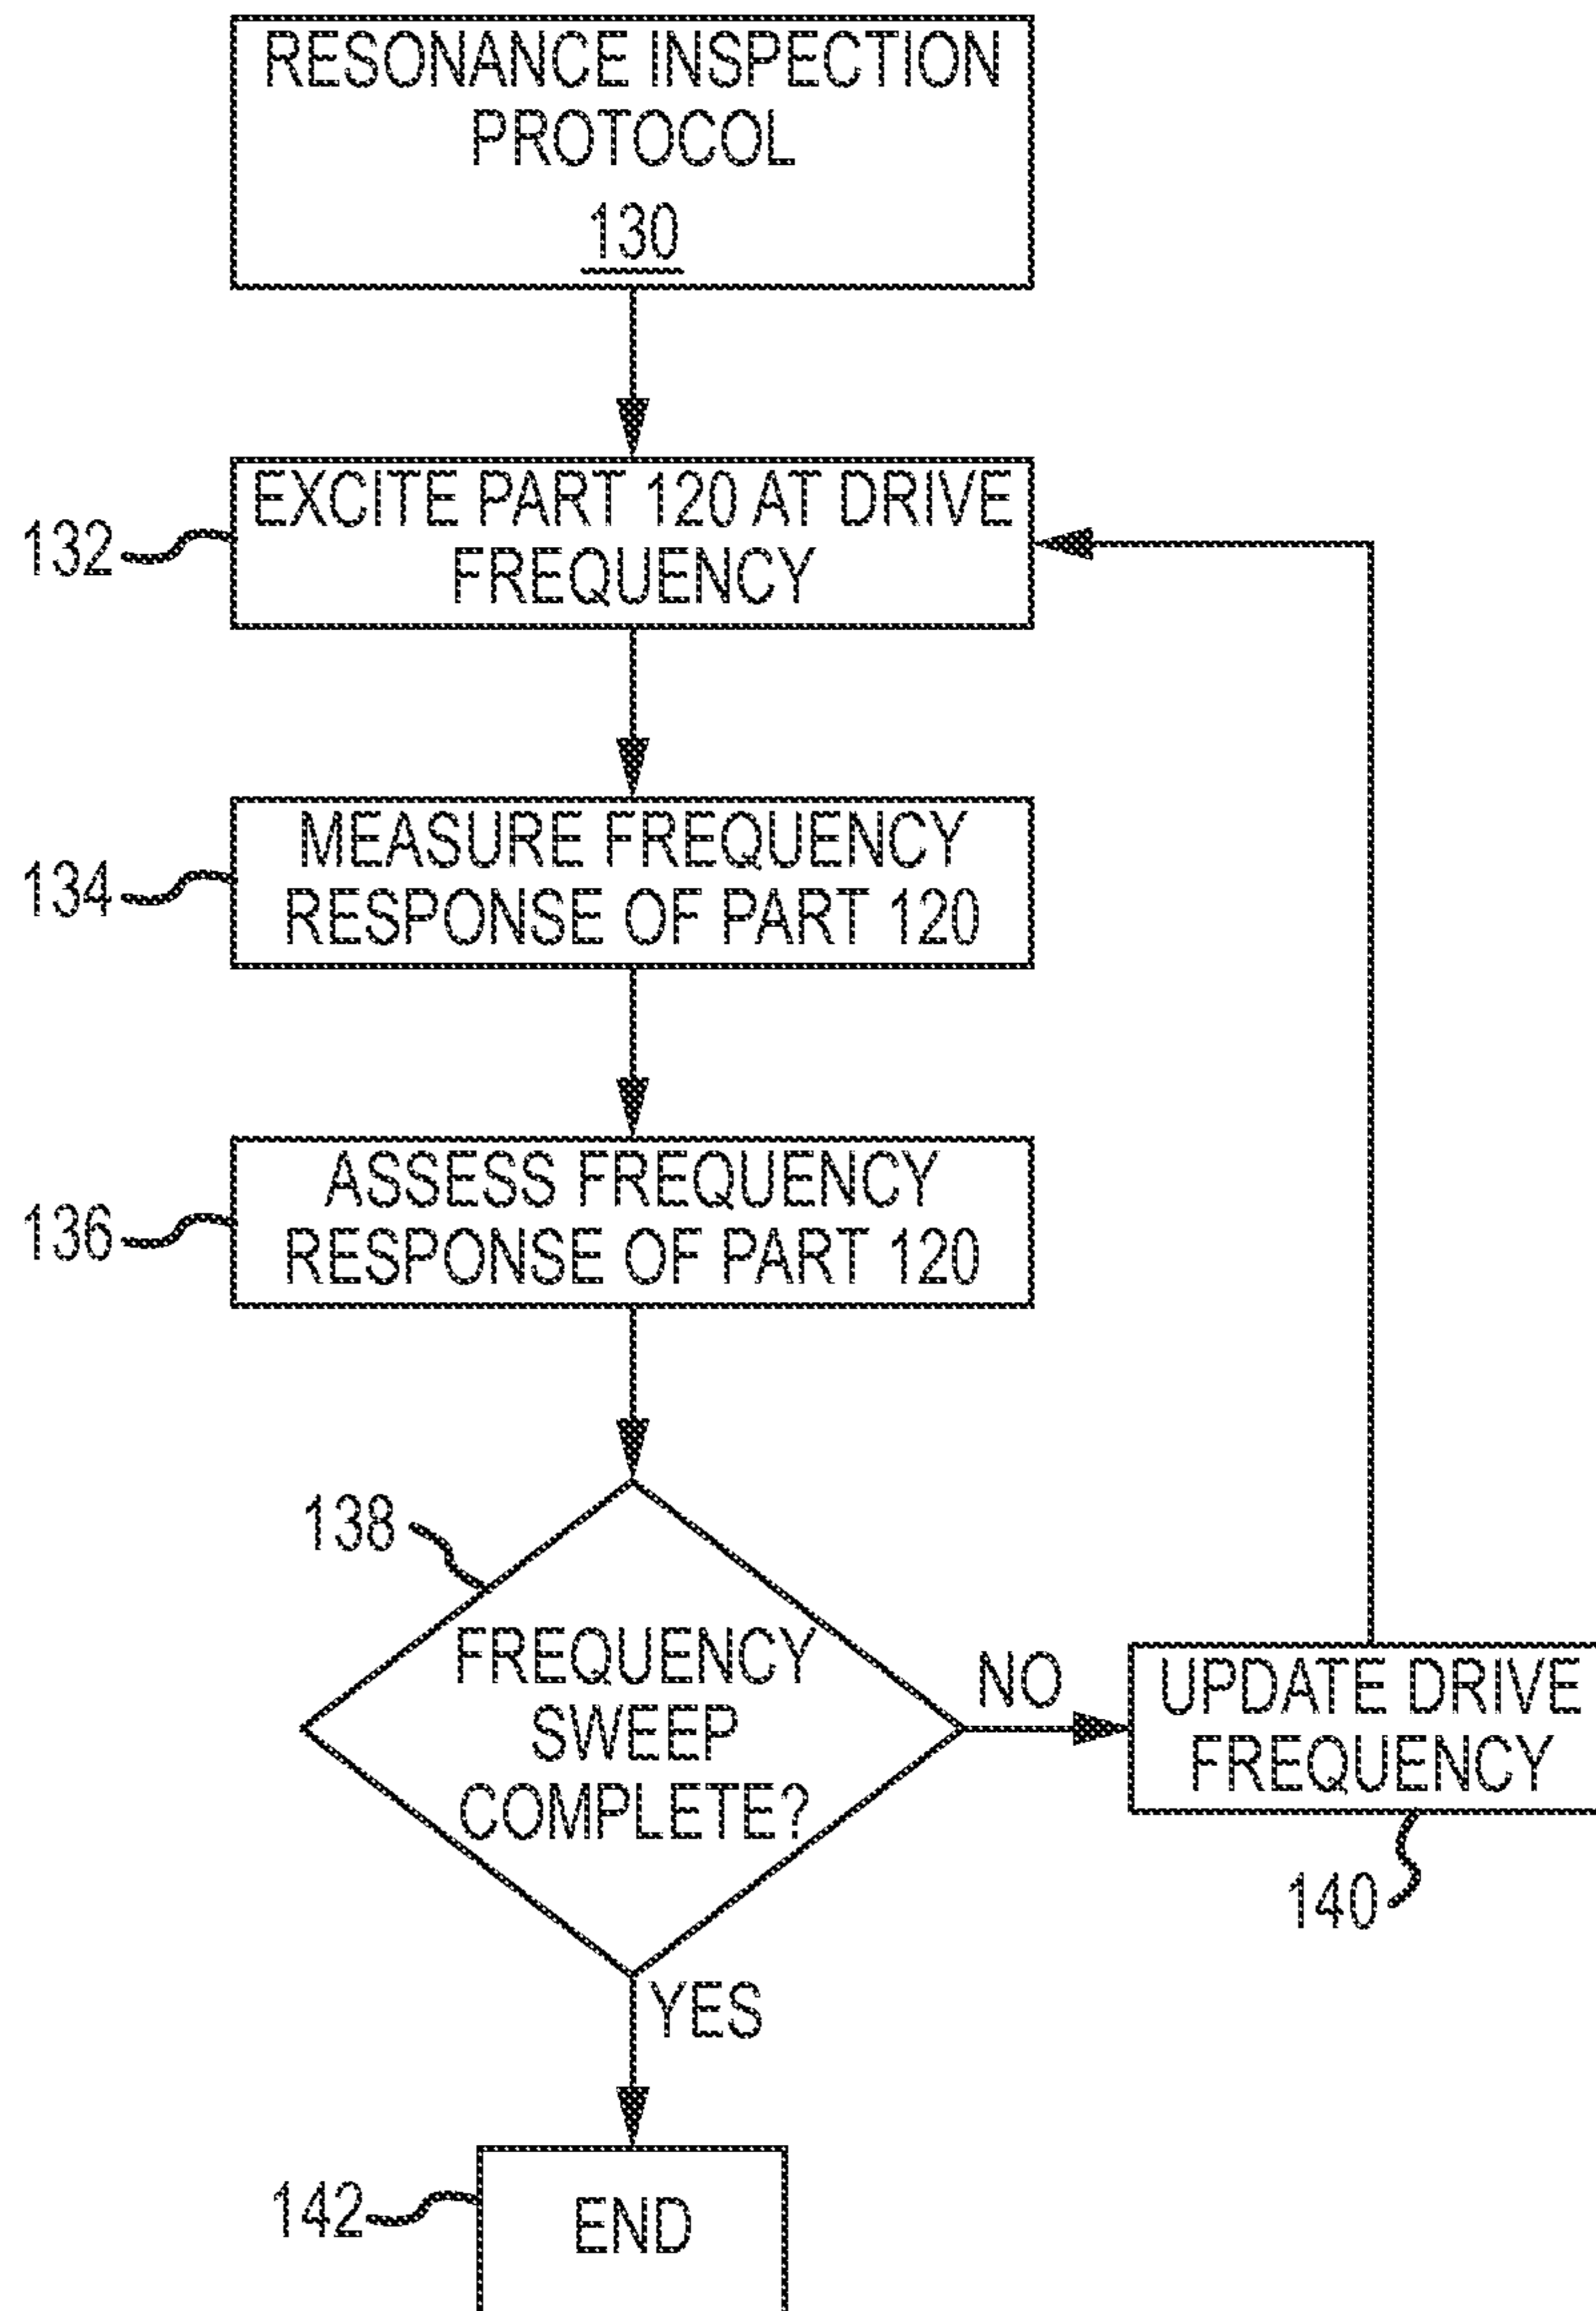 RESONANCE INSPECTION
PROTOCOL
130
EXCITE PART 120 AT DRIVE
FREQUENCY
132
MEASURE FREQUENCY
RESPONSE OF PART 120
134
ASSESS FREQUENCY
RESPONSE OF PART 120
136
138
FREQUENCY
SWEEP
COMPLETE?
NO
UPDATE DRIVE
FREQUENCY
140
YES
142
END